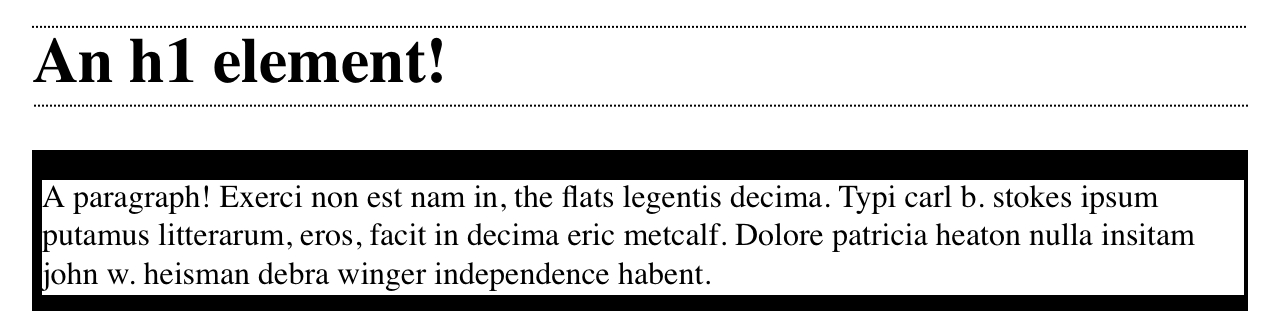 An h1 element!
A paragraph! Exerci non est nam in, the flats legentis decima. Typi carl b. stokes ipsum
putamus litterarum, eros, facit in decima eric metcalf. Dolore patricia heaton nulla insitam
john w. heisman debra winger independence habent.